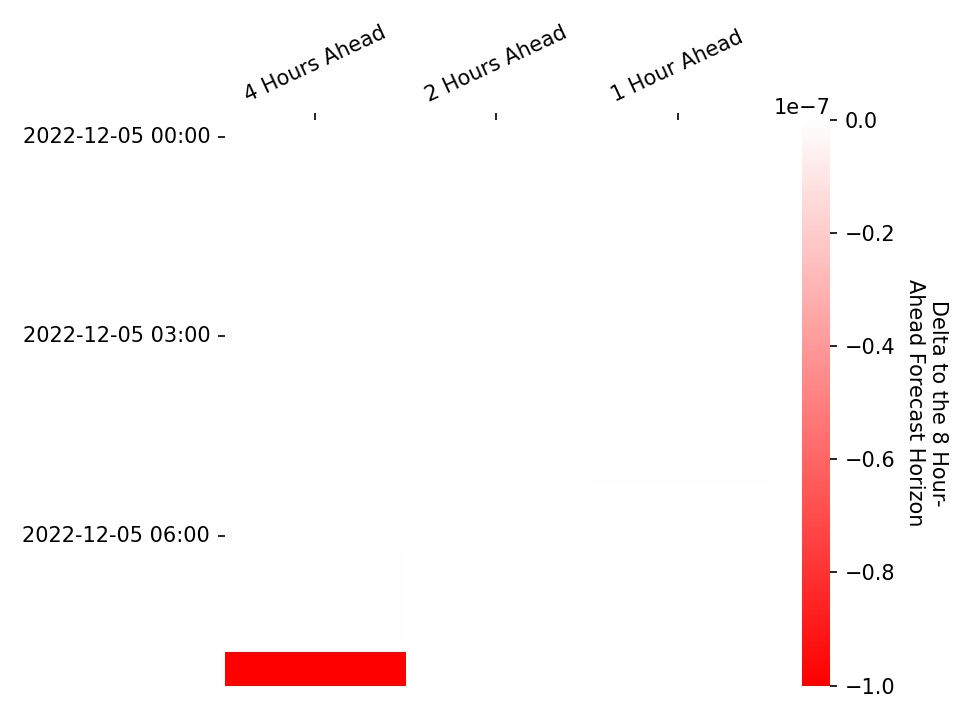 4 Hours Ahead
2 Hours Ahead
1 Hour Ahead
1e−7
2022-12-05 00:00
2022-12-05 03:00
2022-12-05 06:00
0.0
−0.2
−0.4
−0.6
−0.8
−1.0
Delta to the 8 Hour-
Ahead Forecast Horizon